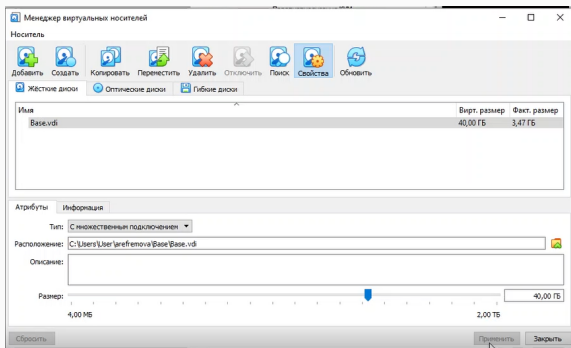 Менеджер виртуальных носителей
Носитель
Добавить Создать Копировать Переместить Удалить Отключить Поиск Свойства Обновить
Жёсткие диски Оптические диски Гибкие диски
Имя Вирт. размер Факт. размер
Base.vdi 40,00 ГБ 3,47 ГБ
Атрибуты Информация
Тип: С множественным подключением
Расположение: C:\Users\User\arefremova\Base\Base.vdi
Описание:
Размер: 40,00 ГБ
4,00 МБ 2,00 ТБ
Сбросить Применить Закрыть